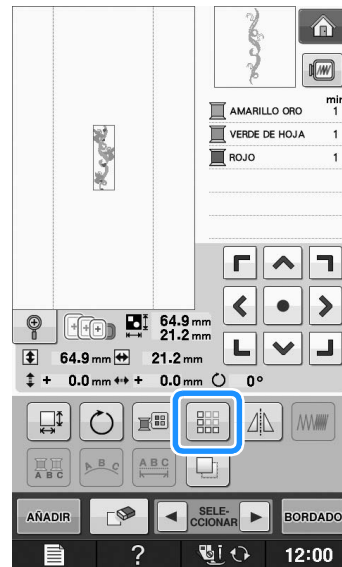 min
AMARILLO ORO 1
VERDE DE HOJA 1
ROJO 1
64.9 mm
21.2 mm
64.9 mm 21.2 mm
+ 0.0 mm + 0.0 mm 0°
A B C
A B C
A B C
AÑADIR
SELE-
CCIONAR
BORDADO
?
12:00